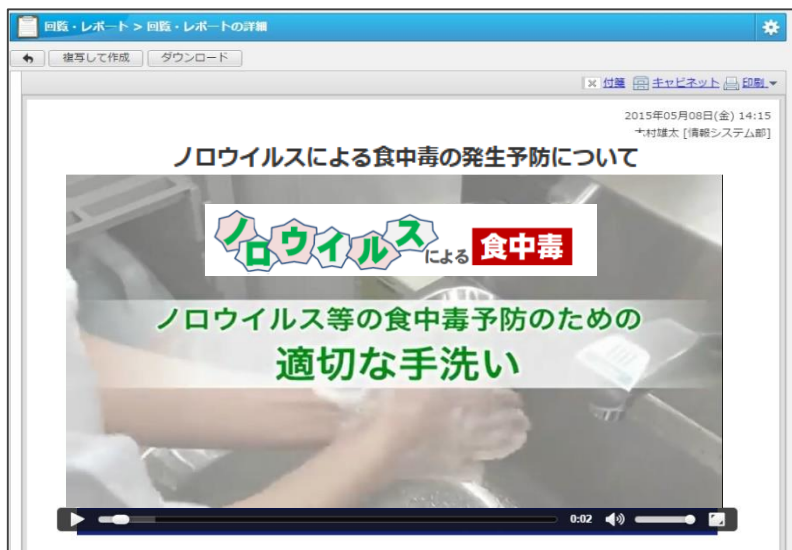 回覧・レポート > 回覧・レポートの詳細
複写して作成 ダウンロード
付箋 キャビネット 印刷
2015年05月08日(金) 14:15
村雄太 [情報システム部]
ノロウイルスによる食中毒の発生予防について
ノロウイルスによる食中毒
ノロウイルス等の食中毒予防のための
適切な手洗い
0:02